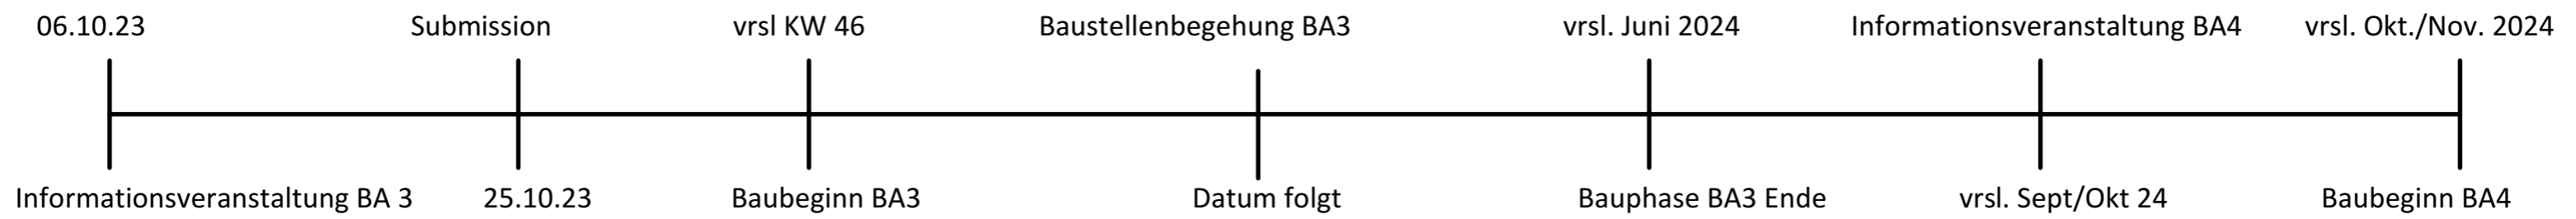 06.10.23
Submission
vrsl KW 46
Baustellenbegehung BA3
vrsl. Juni 2024
Informationsveranstaltung BA4
vrsl. Okt./Nov. 2024
Informationsveranstaltung BA 3
25.10.23
Baubeginn BA3
Datum folgt
Bauphase BA3 Ende
vrsl. Sept/Okt 24
Baubeginn BA4